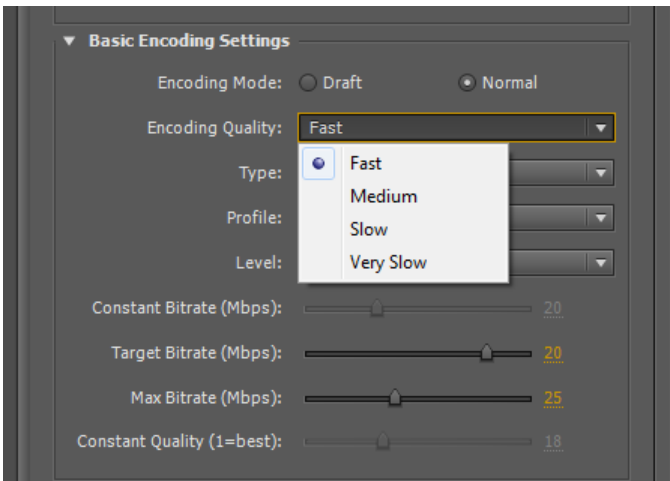 Basic Encoding Settings
Encoding Mode: Draft Normal
Encoding Quality: Fast
Type: Fast
Medium
Profile: Slow
Level: Very Slow
Constant Bitrate (Mbps): 20
Target Bitrate (Mbps): 20
Max Bitrate (Mbps): 25
Constant Quality (1=best): 18